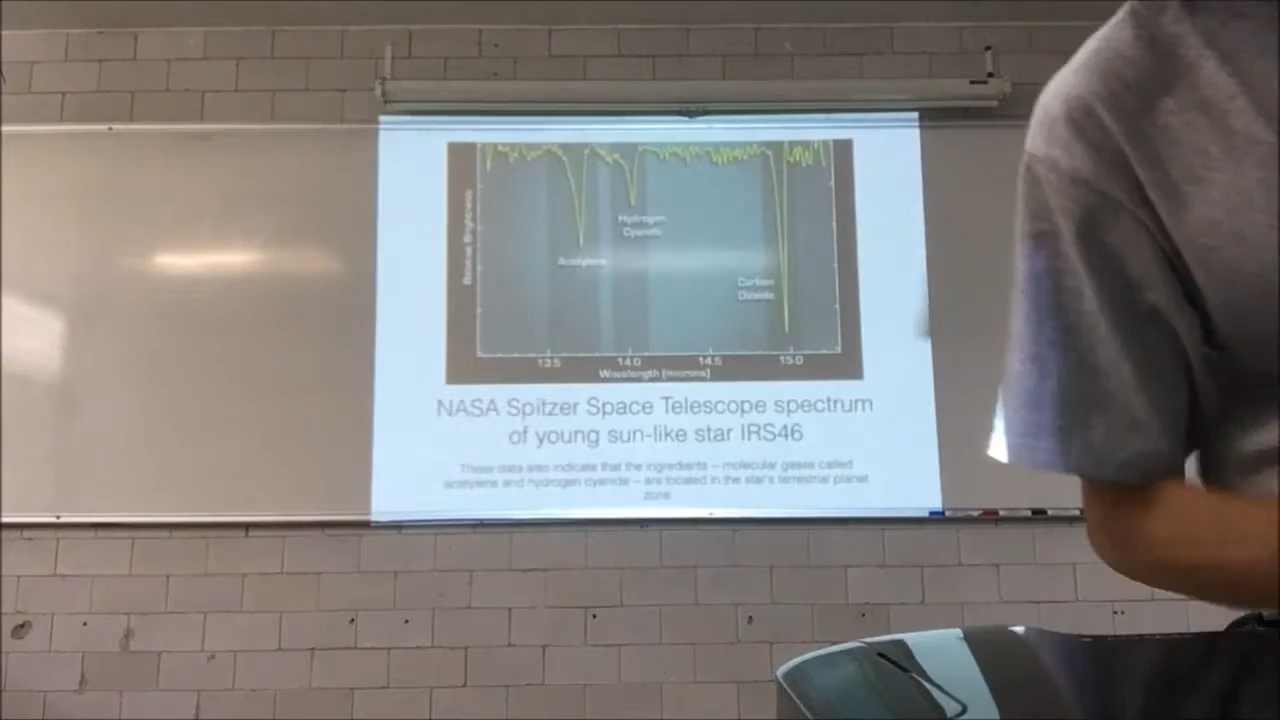 Relative Brightness
Hydrogen
Cyanide
Acetylene
Carbon
Dioxide
13.5 14.0 14.5 15.0
Wavelength (microns)
NASA Spitzer Space Telescope spectrum
of young sun-like star IRS46
These data also indicate that the ingredients – molecular gases called
acetylene and hydrogen cyanide – are located in the star's terrestrial planet
zone